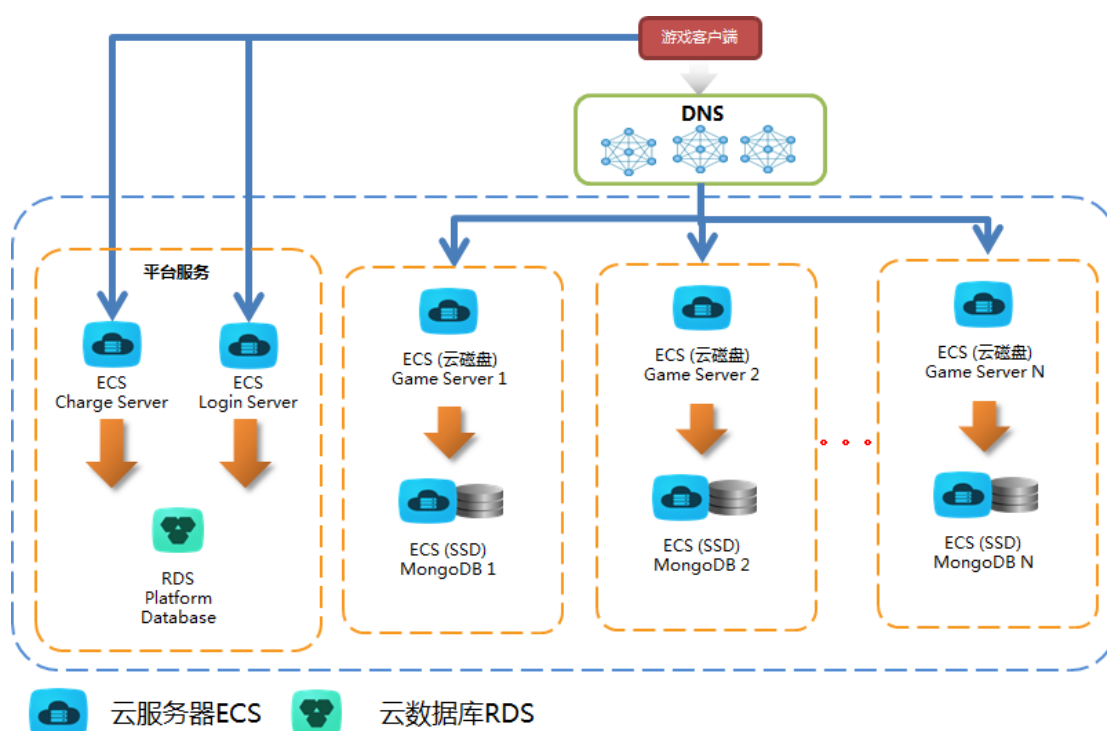 游戏客户端
DNS
平台服务
ECS
Charge Server
ECS
Login Server
RDS
Platform
Database
ECS (云磁盘)
Game Server 1
ECS (SSD)
MongoDB 1
ECS (云磁盘)
Game Server 2
ECS (SSD)
MongoDB 2
ECS (云磁盘)
Game Server N
ECS (SSD)
MongoDB N
云服务器ECS
云数据库RDS